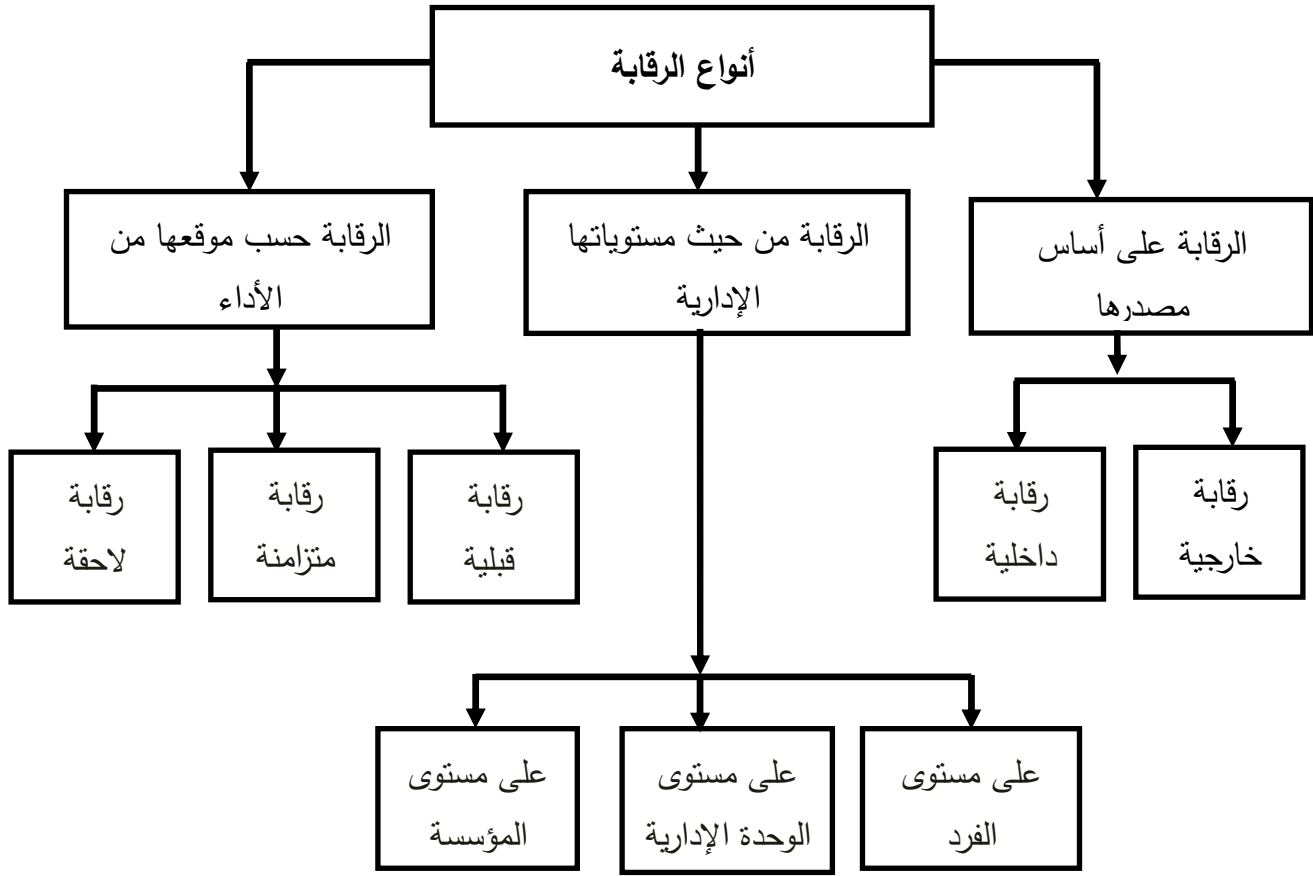 أنواع الرقابة
الرقابة على أساس
مصدرها
الرقابة من حيث مستوياتها
الإدارية
الرقابة حسب موقعها من
الأداء
رقابة
خارجية
رقابة
داخلية
رقابة
قبلية
رقابة
متزامنة
رقابة
لاحقة
على مستوى
الفرد
على مستوى
الوحدة الإدارية
على مستوى
المؤسسة